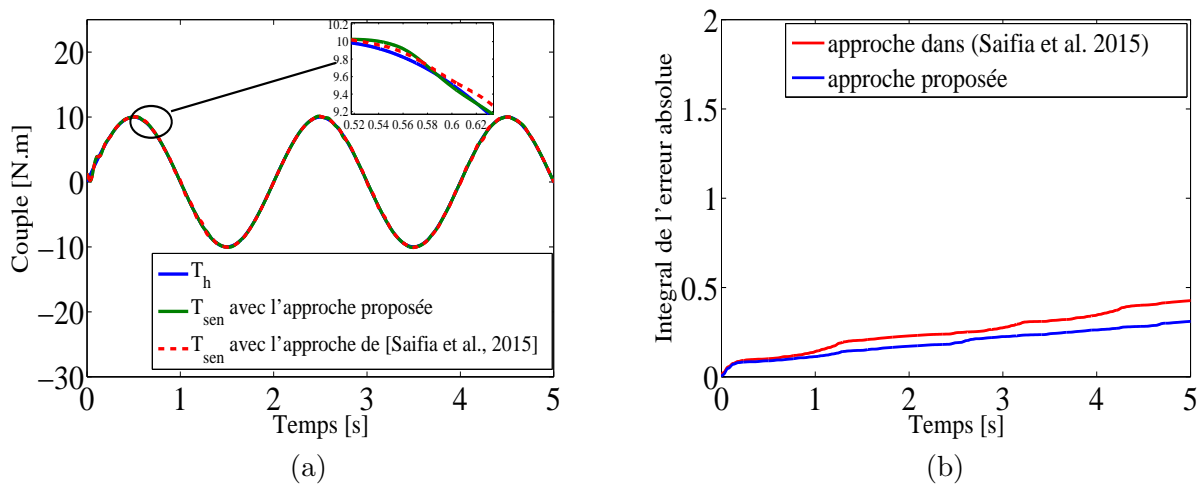 20
10
0
−10
−20
−30
Couple [N.m]
0 1 2 3 4 5
Temps [s]
10.2
10
9.8
9.6
9.4
9.2
0.52 0.54 0.56 0.58 0.6 0.62
T_h
T_sen avec l'approche proposée
T_sen avec l'approche de [Saifia et al., 2015]
(a)
2
1.5
1
0.5
0
Integral de l'erreur absolue
approche dans (Saifia et al. 2015)
approche proposée
0 1 2 3 4 5
Temps [s]
(b)